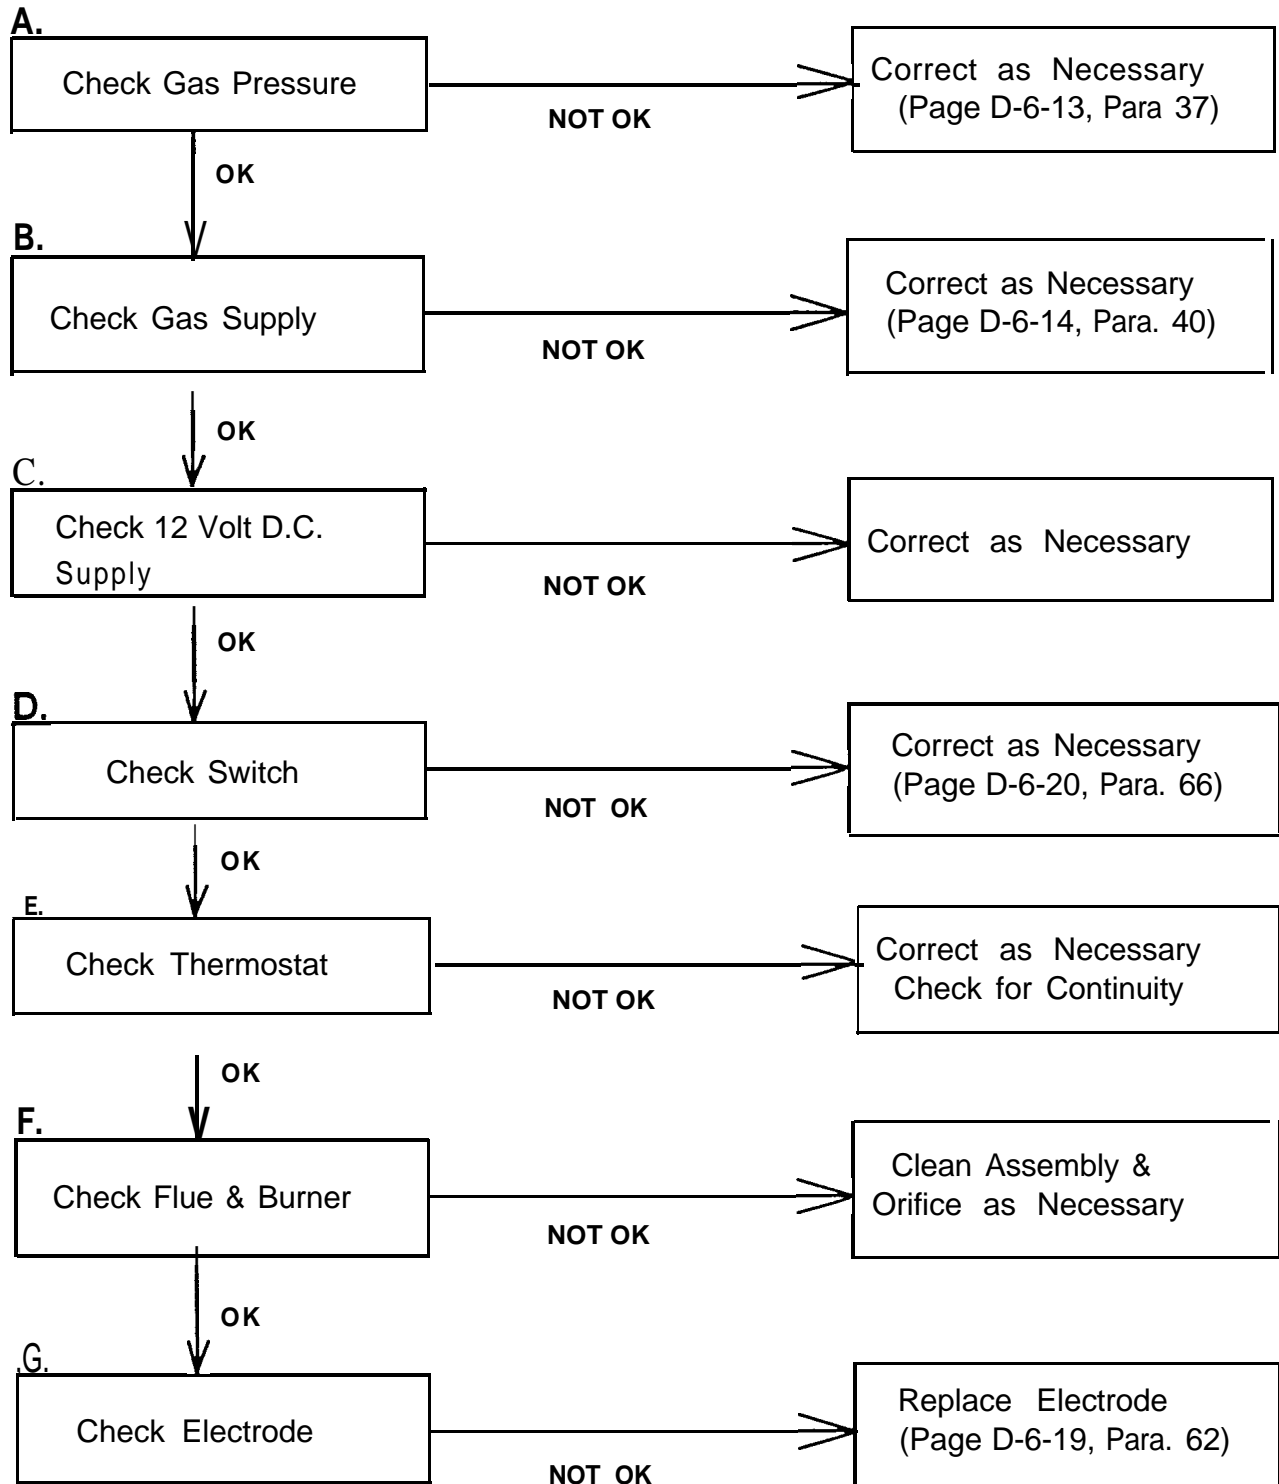 A.
Check Gas Pressure
NOT OK
Correct as Necessary
(Page D-6-13, Para 37)
OK
B.
Check Gas Supply
NOT OK
Correct as Necessary
(Page D-6-14, Para. 40)
OK
C.
Check 12 Volt D.C.
Supply
NOT OK
Correct as Necessary
OK
D.
Check Switch
NOT OK
Correct as Necessary
(Page D-6-20, Para. 66)
OK
E.
Check Thermostat
NOT OK
Correct as Necessary
Check for Continuity
OK
F.
Check Flue & Burner
NOT OK
Clean Assembly &
Orifice as Necessary
OK
.G.
Check Electrode
NOT OK
Replace Electrode
(Page D-6-19, Para. 62)